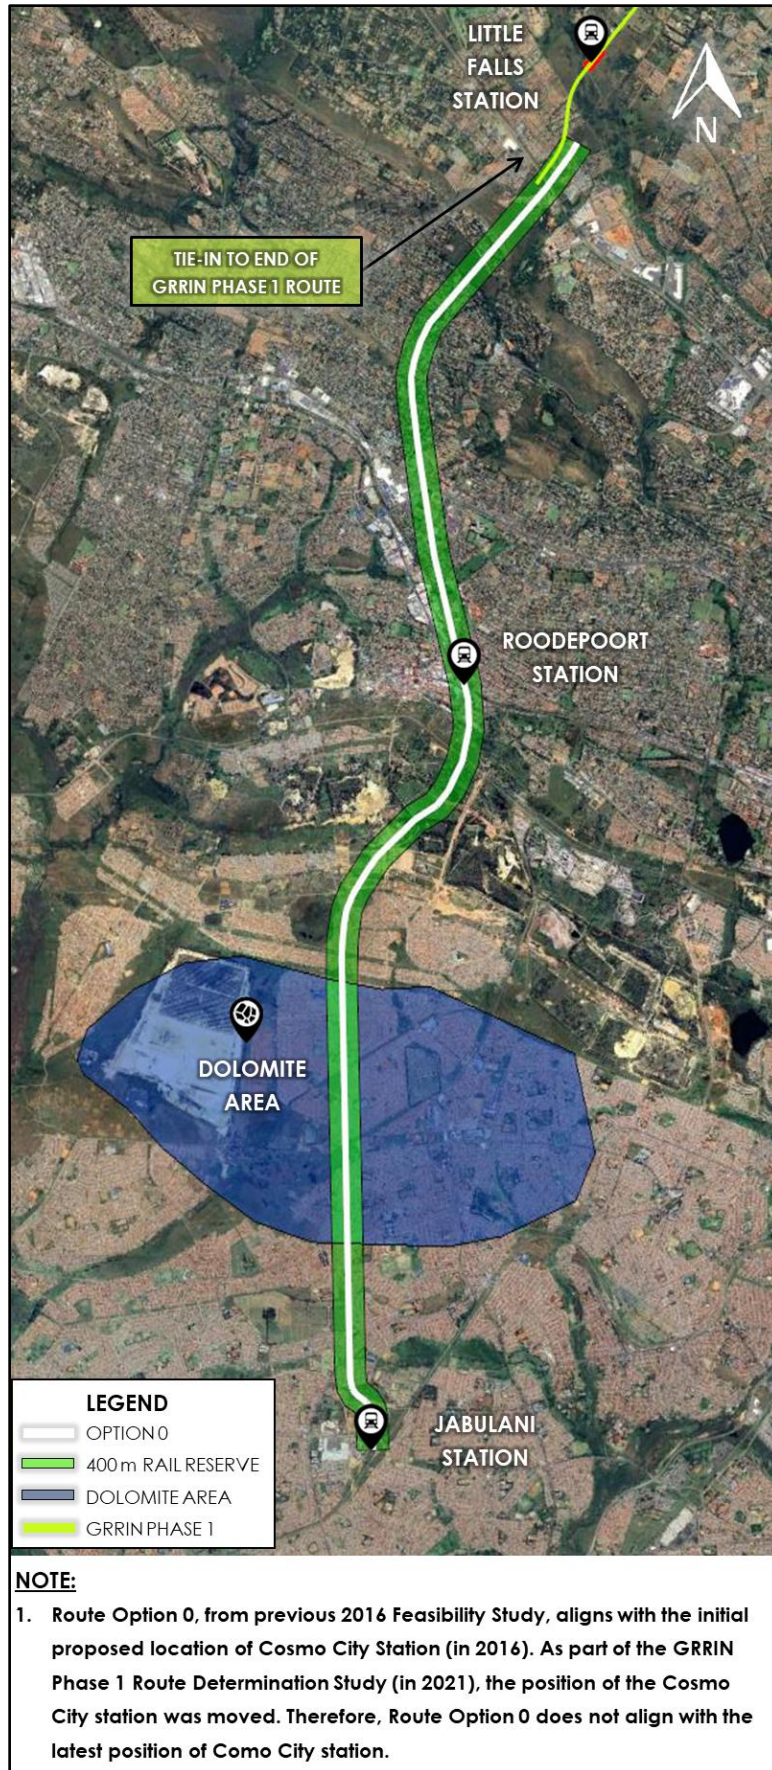 LITTLE
FALLS
STATION
N
TIE-IN TO END OF
GRRIN PHASE 1 ROUTE
ROODEPOORT
STATION
DOLOMITE
AREA
JABULANI
STATION
LEGEND
OPTION 0
400 m RAIL RESERVE
DOLOMITE AREA
GRRIN PHASE 1
NOTE:
1. Route Option 0, from previous 2016 Feasibility Study, aligns with the initial
proposed location of Cosmo City Station (in 2016). As part of the GRRIN
Phase 1 Route Determination Study (in 2021), the position of the Cosmo
City station was moved. Therefore, Route Option 0 does not align with the
latest position of Como City station.